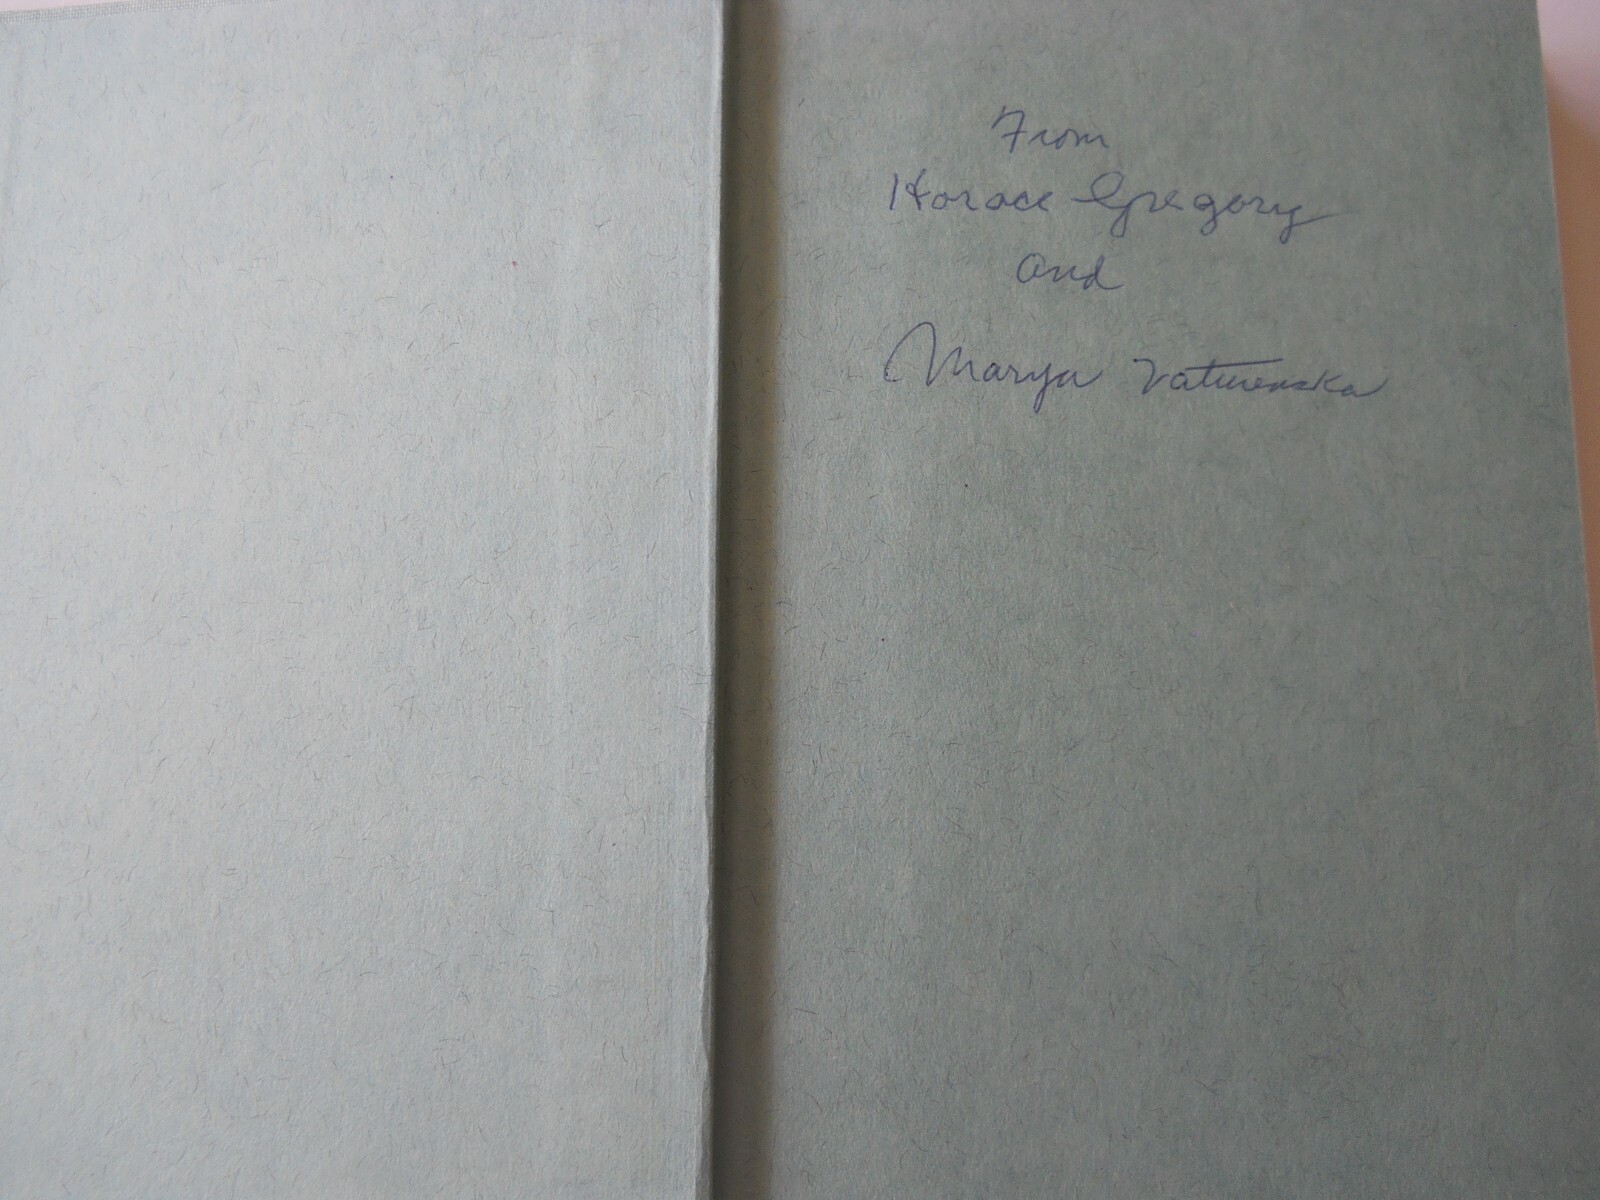 From
Horace Gregory
and
Marya Zaturenska